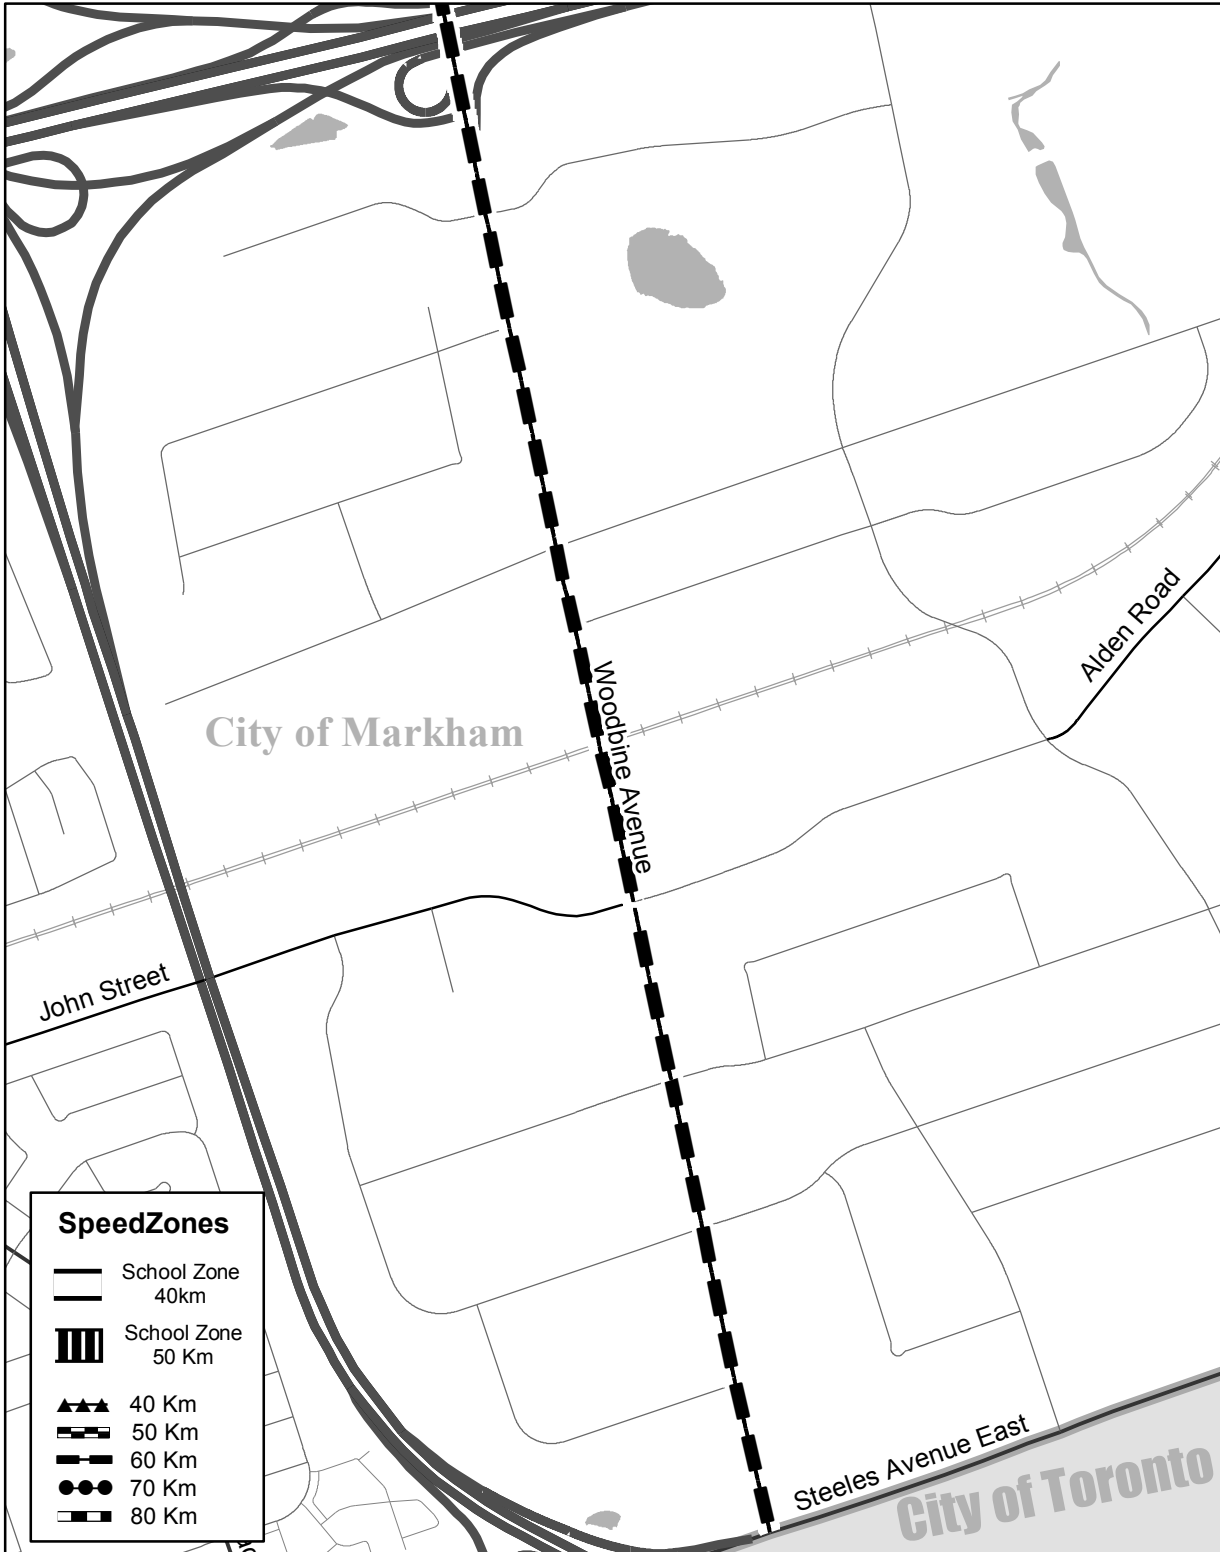 Alden Road
Woodbine Avenue
City of Markham
John Street
SpeedZones
School Zone
40km
School Zone
50 Km
40 Km
50 Km
60 Km
70 Km
80 Km
Steeles Avenue East
City of Toronto